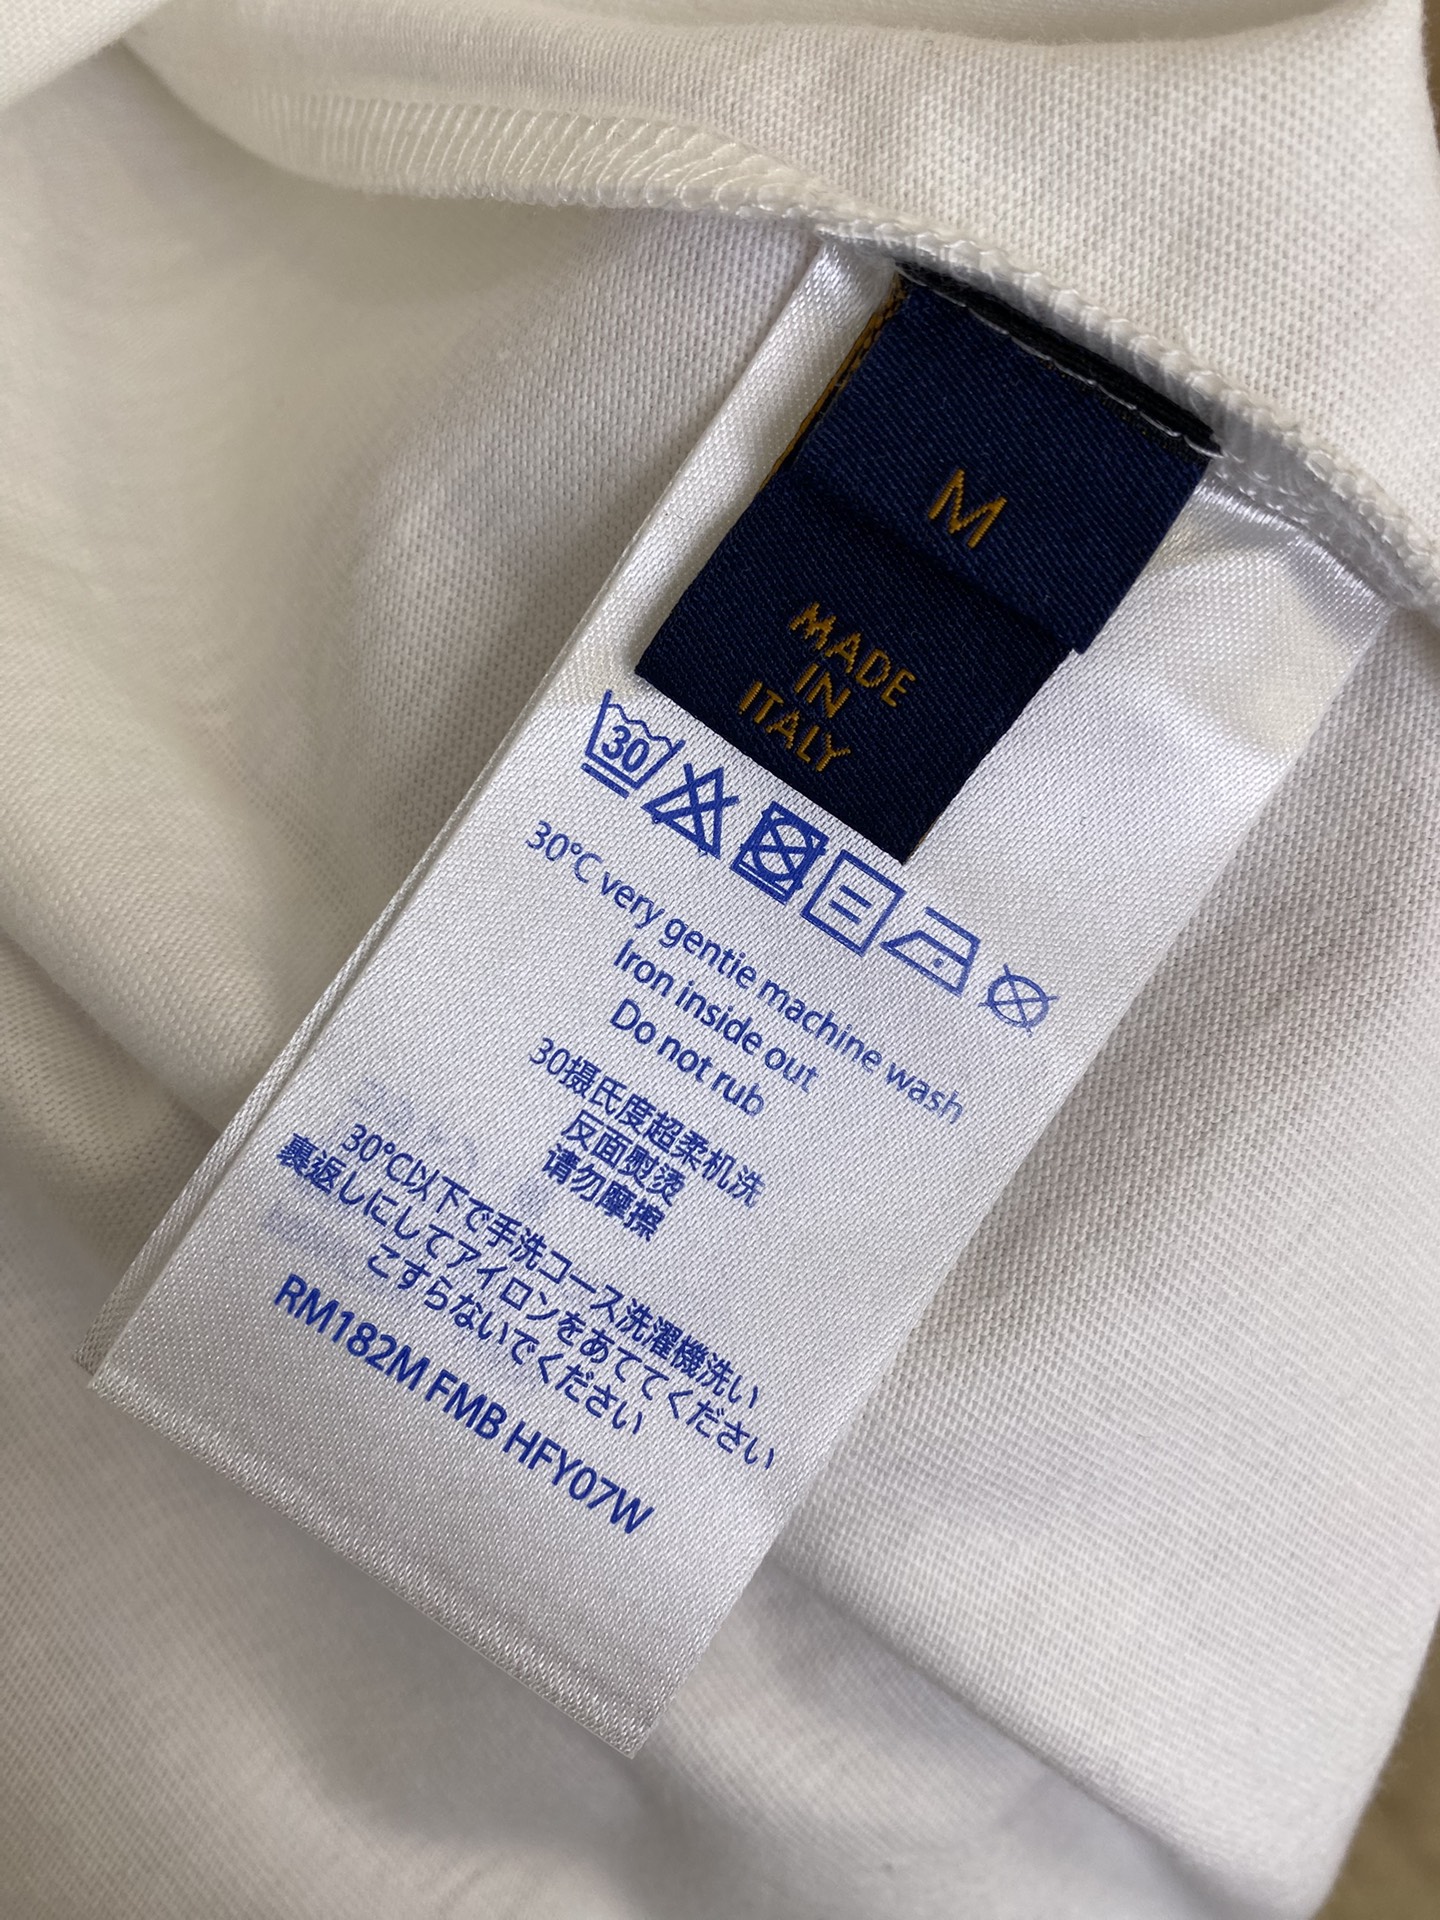 M
MADE
IN
ITALY
30
30°C very gentie machine wash
Iron inside out
Do not rub
30摄氏度超柔机洗
反面熨烫
请勿摩擦
30℃以下で手洗コース洗濯機洗い
裏返しにしてアイロンをあててください
こすらないでください
RM182M FMB HFY07W